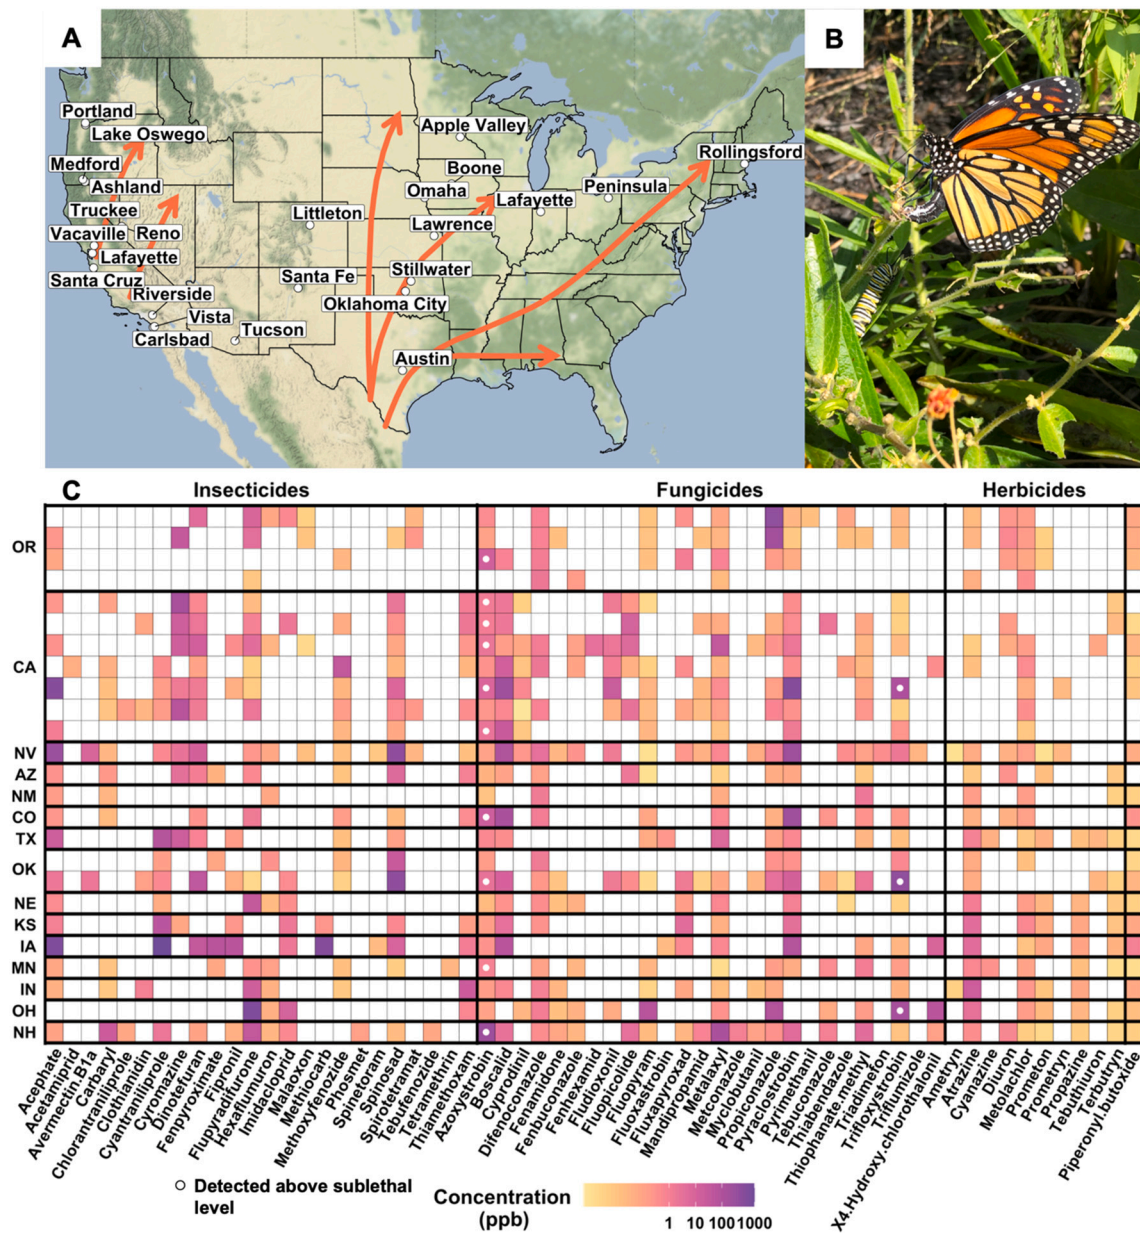 A
B
Portland
Lake Oswego
Apple Valley
Rollingsford
Medford
Ashland
Boone
Omaha
Lafayette
Peninsula
Truckee
Littleton
Vacaville
Reno
Lawrence
Lafayette
Santa Cruz
Santa Fe
Stillwater
Riverside
Oklahoma City
Vista
Carlsbad
Tucson
Austin
C
Insecticides
Fungicides
Herbicides
OR
CA
NV
AZ
NM
CO
TX
OK
NE
KS
IA
MN
IN
OH
NH
Acephate
Acetamiprid
Avermectin.B1a
Carbaryl
Chlorantraniliprole
Clothianidin
Cyantraniliprole
Cyromazine
Dinotefuran
Fenpyroximate
Fipronil
Flupyradifurone
Hexaflumuron
Imidacloprid
Malaoxon
Methiocarb
Methoxyfenozide
Phosmet
Spinetoram
Spinosad
Spirotetramat
Tebufenozide
Tetramethrin
Thiamethoxam
Azoxystrobin
Boscalid
Cyprodinil
Difenoconazole
Fenamidone
Fenbuconazole
Fenhexamid
Fludioxonil
Fluopicolide
Fluopyram
Fluoxastrobin
Fluxapyroxad
Mandipropamid
Metalaxyl
Metconazole
Myclobutanil
Propiconazole
Pyraclostrobin
Pyrimethanil
Tebuconazole
Thiabendazole
Thiophanate.methyl
Triadimefon
Trifloxystrobin
Triflumizole
X4.Hydroxy.chlorothalonil
Ametryn
Atrazine
Cyanazine
Diuron
Metolachlor
Prometon
Prometryn
Propazine
Tebuthiuron
Terbutryn
Piperonyl.butoxide
Detected above sublethal
level
Concentration
(ppb)
1 10 100 1000